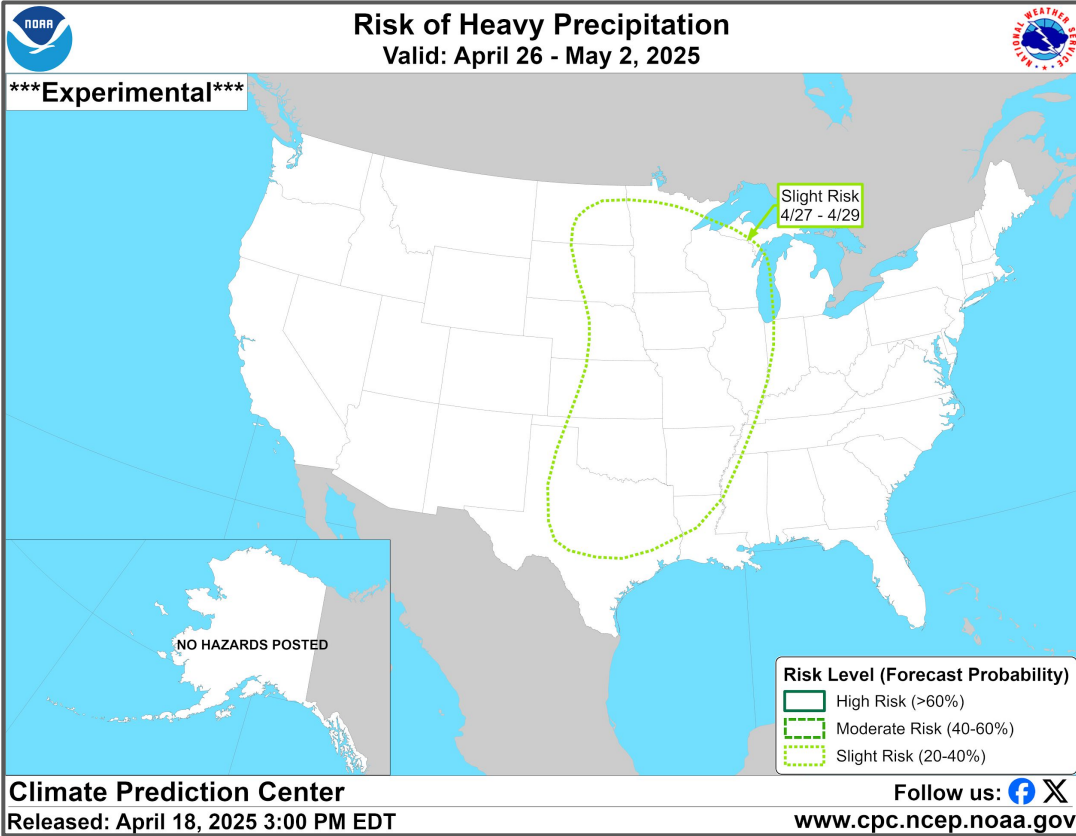 NOAA
Risk of Heavy Precipitation
Valid: April 26 - May 2, 2025
NATIONAL WEATHER SERVICE
***Experimental***
Slight Risk
4/27 - 4/29
NO HAZARDS POSTED
Risk Level (Forecast Probability)
High Risk (>60%)
Moderate Risk (40-60%)
Slight Risk (20-40%)
Climate Prediction Center
Follow us:
Released: April 18, 2025 3:00 PM EDT
www.cpc.ncep.noaa.gov